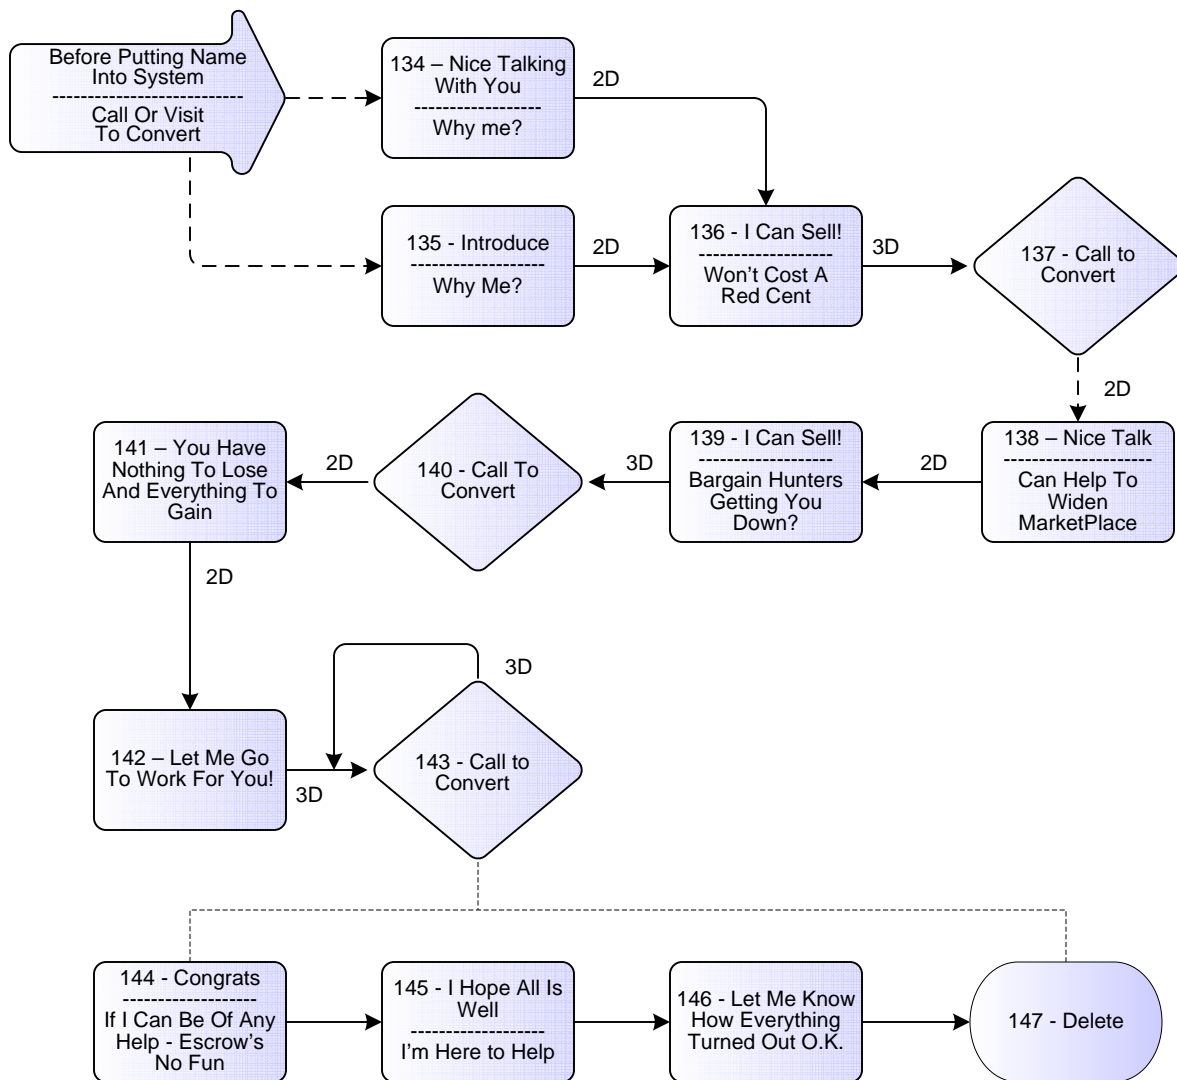 Before Putting Name
Into System
--------------------------
Call Or Visit
To Convert
134 – Nice Talking
With You
-----------------
Why me?
2D
135 - Introduce
------------------
Why Me?
2D
136 - I Can Sell!
------------------
Won't Cost A
Red Cent
3D
137 - Call to
Convert
2D
138 – Nice Talk
--------------------
Can Help To
Widen
MarketPlace
2D
139 - I Can Sell!
------------------
Bargain Hunters
Getting You
Down?
3D
140 - Call To
Convert
2D
141 – You Have
Nothing To Lose
And Everything To
Gain
2D
142 – Let Me Go
To Work For You!
3D
3D
143 - Call to
Convert
144 - Congrats
------------------
If I Can Be Of Any
Help - Escrow's
No Fun
145 - I Hope All Is
Well
------------------
I'm Here to Help
146 - Let Me Know
How Everything
Turned Out O.K.
147 - Delete